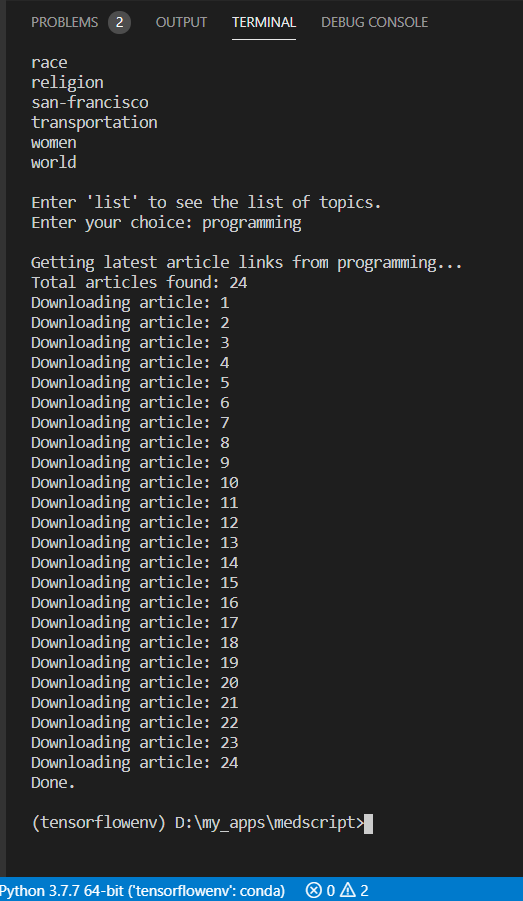 PROBLEMS 2 OUTPUT TERMINAL DEBUG CONSOLE
race
religion
san-francisco
transportation
women
world
Enter 'list' to see the list of topics.
Enter your choice: programming
Getting latest article links from programming...
Total articles found: 24
Downloading article: 1
Downloading article: 2
Downloading article: 3
Downloading article: 4
Downloading article: 5
Downloading article: 6
Downloading article: 7
Downloading article: 8
Downloading article: 9
Downloading article: 10
Downloading article: 11
Downloading article: 12
Downloading article: 13
Downloading article: 14
Downloading article: 15
Downloading article: 16
Downloading article: 17
Downloading article: 18
Downloading article: 19
Downloading article: 20
Downloading article: 21
Downloading article: 22
Downloading article: 23
Downloading article: 24
Done.
(tensorflowenv) D:\my_apps\medscript>
Python 3.7.7 64-bit ('tensorflowenv': conda) 0 2